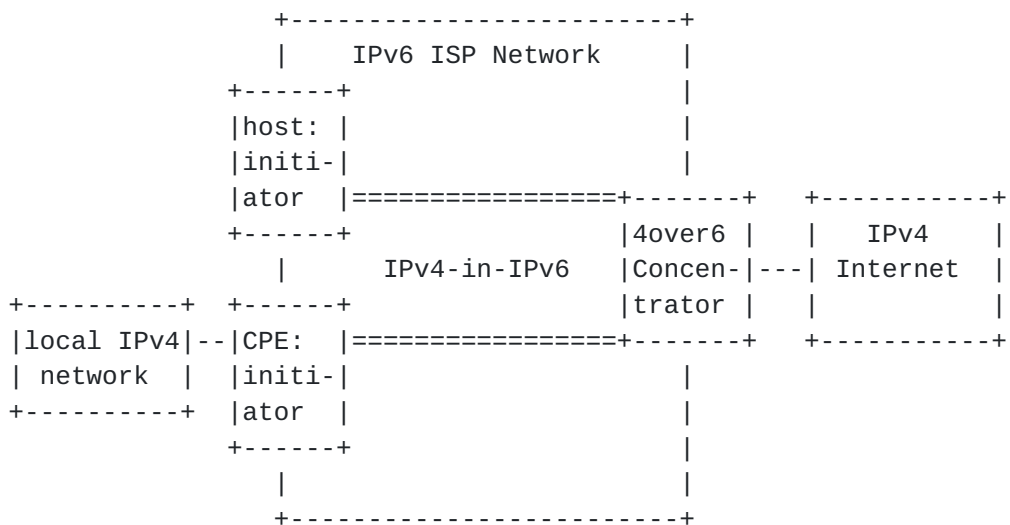 IPv6 ISP Network
host:
initi-
ator
4over6 IPv4
IPv4-in-IPv6 Concen- Internet
trator
local IPv4 CPE:
network initi-
ator